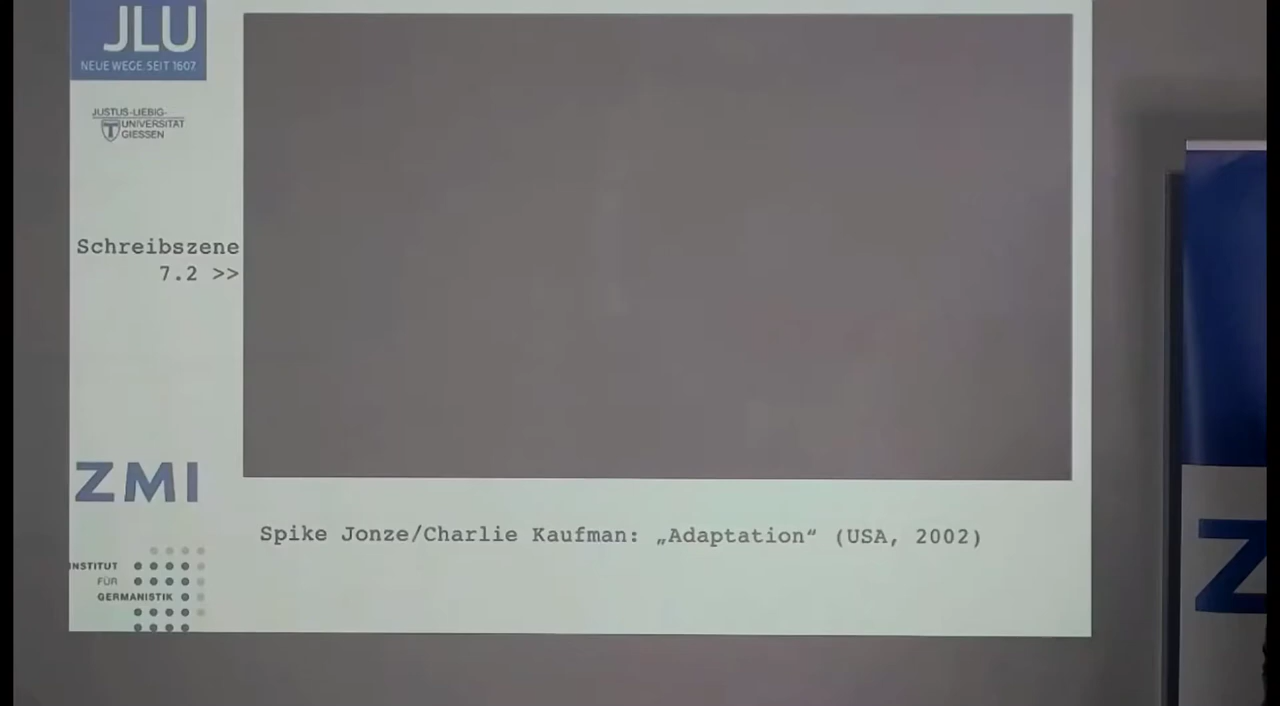 JLU
NEUE WEGE. SEIT 1607.
JUSTUS-LIEBIG-
UNIVERSITÄT
GIESSEN
Schreibszene
7.2 >>
ZMI
Spike Jonze/Charlie Kaufman: „Adaptation“ (USA, 2002)
INSTITUT
FÜR
GERMANISTIK
Z